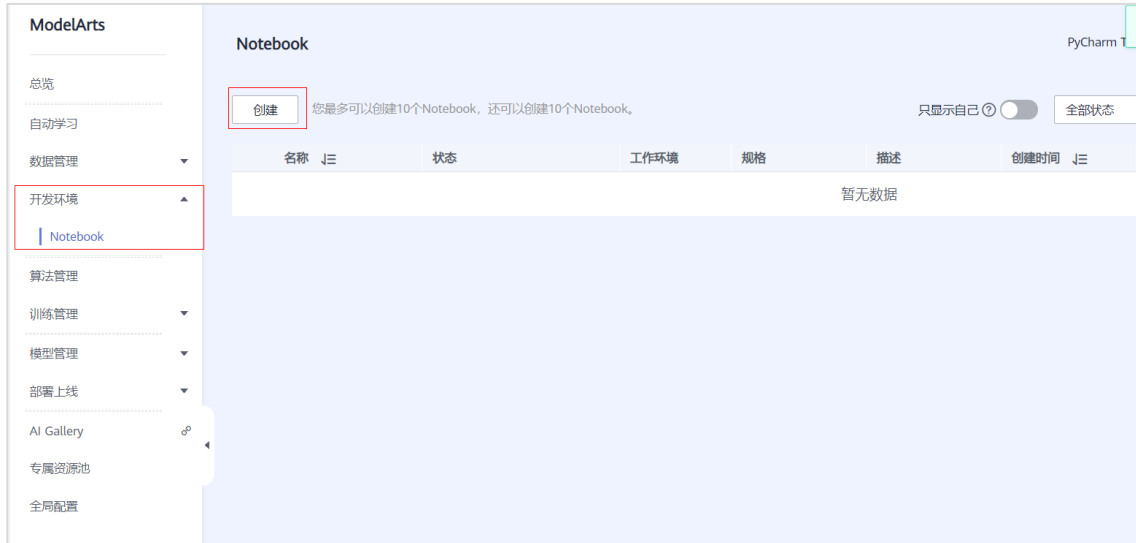 ModelArts
总览
自动学习
数据管理
开发环境
Notebook
算法管理
训练管理
模型管理
部署上线
AI Gallery
专属资源池
全局配置
Notebook
PyCharm T
创建 您最多可以创建10个Notebook，还可以创建10个Notebook。 只显示自己 全部状态
名称 状态 工作环境 规格 描述 创建时间
暂无数据